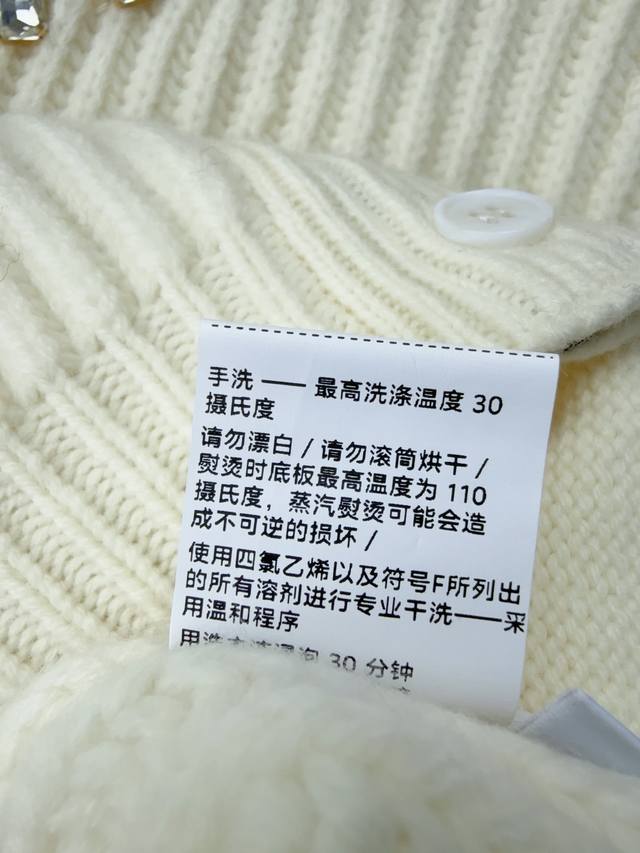 手洗 —— 最高洗涤温度 30
摄氏度
请勿漂白 / 请勿滚筒烘干 /
熨烫时底板最高温度为 110
摄氏度，蒸汽熨烫可能会造
成不可逆的损坏 /
使用四氯乙烯以及符号F所列出
的所有溶剂进行专业干洗——采
用温和程序
30 分钟